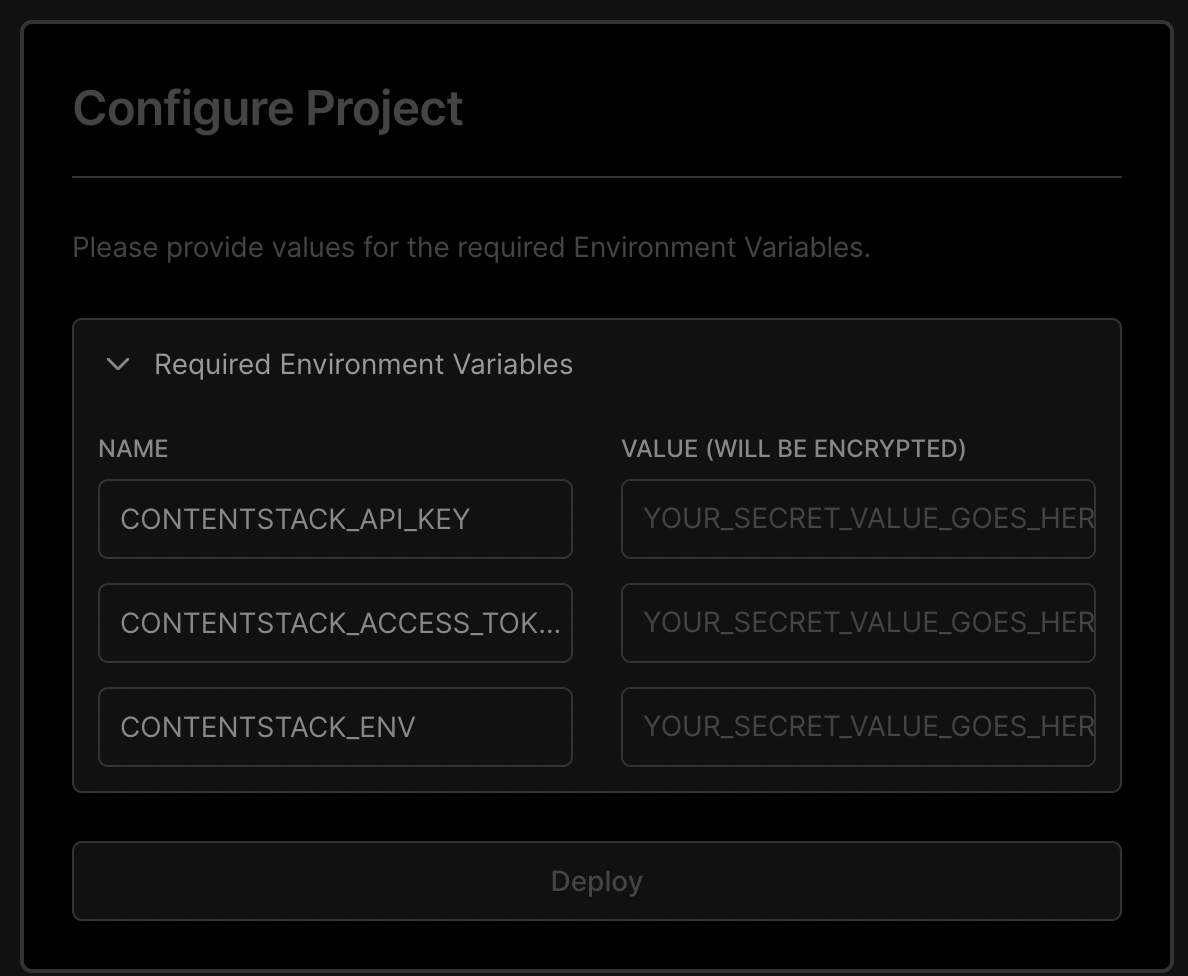 Configure Project
Please provide values for the required Environment Variables.
Required Environment Variables
NAME
VALUE (WILL BE ENCRYPTED)
CONTENTSTACK_API_KEY
YOUR_SECRET_VALUE_GOES_HER
CONTENTSTACK_ACCESS_TOK...
YOUR_SECRET_VALUE_GOES_HER
CONTENTSTACK_ENV
YOUR_SECRET_VALUE_GOES_HER
Deploy